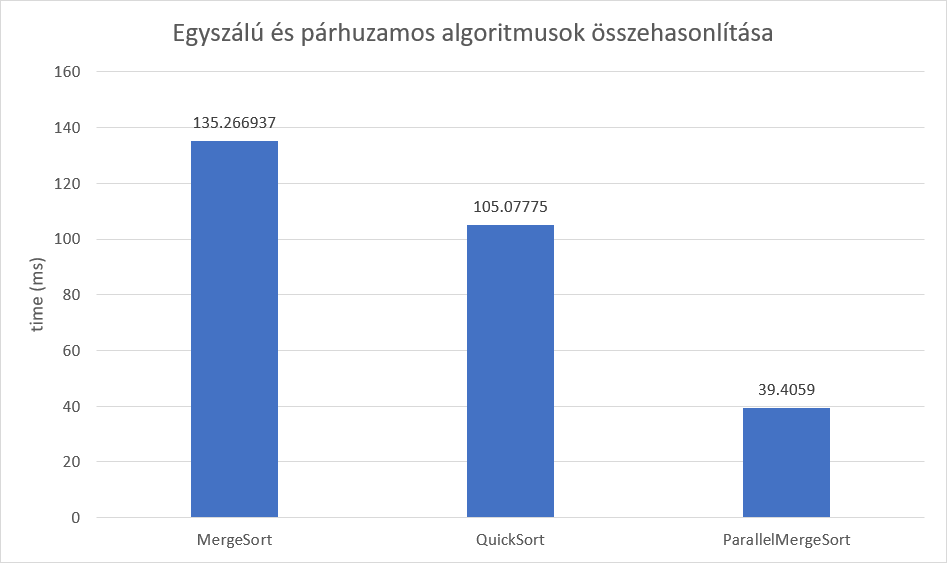 Egyszálú és párhuzamos algoritmusok összehasonlítása
160
140
120
100
80
60
40
20
0
time (ms)
135.266937
105.07775
39.4059
MergeSort
QuickSort
ParallelMergeSort